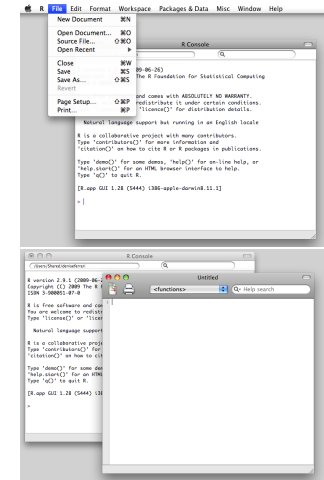 R File Edit Format Workspace Packages & Data Misc Window Help
New Document ⌘N
Open Document... ⌘O
Source File... ⇧⌘O
Open Recent ▶
Close ⌘W
Save ⌘S
Save As... ⇧⌘S
Revert
Page Setup... ⇧⌘P
Print... ⌘P
R Console
09-06-26)
The R Foundation for Statistical Computing
and comes with ABSOLUTELY NO WARRANTY.
redistribute it under certain conditions.
'licence()' for distribution details.
Natural language support but running in an English locale
R is a collaborative project with many contributors.
Type 'contributors()' for more information and
'citation()' on how to cite R or R packages in publications.
Type 'demo()' for some demos, 'help()' for on-line help, or
'help.start()' for an HTML browser interface to help.
Type 'q()' to quit R.
[R.app GUI 1.28 (5444) i386-apple-darwin8.11.1]
>
R Console
R version 2.9.1 (2009-06-2
Copyright (C) 2009 The R F
ISBN 3-900051-07-0
R is free software and com
You are welcome to redistr
Type 'license()' or 'licen
Natural language support
R is a collaborative proje
Type 'contributors()' for
'citation()' on how to cit
Type 'demo()' for some dem
'help.start()' for an HTML
Type 'q()' to quit R.
[R.app GUI 1.28 (5444) i38
>
Untitled
<functions>
Help search
1